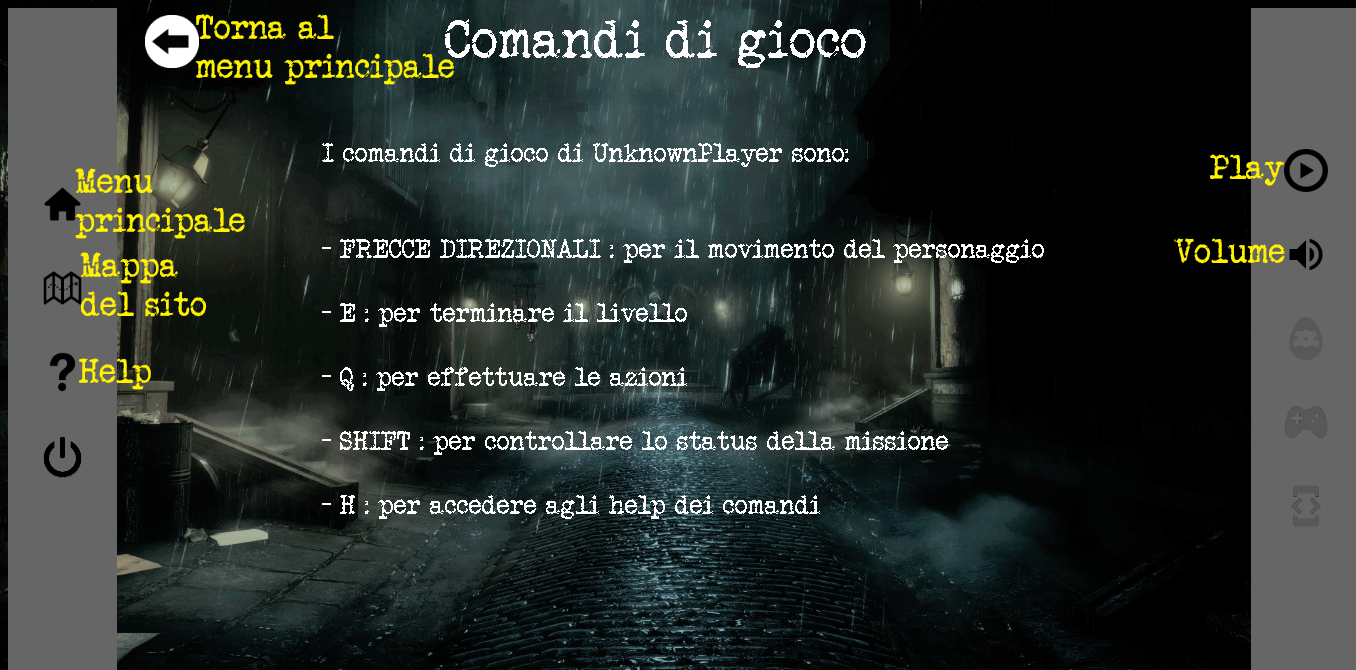 Torna al
menu principale
Comandi di gioco
I comandi di gioco di UnknownPlayer sono:
Menu
principale
Mappa
del sito
Help
- FRECCE DIREZIONALI : per il movimento del personaggio
- E : per terminare il livello
- Q : per effettuare le azioni
- SHIFT : per controllare lo status della missione
- H : per accedere agli help dei comandi
Play
Volume